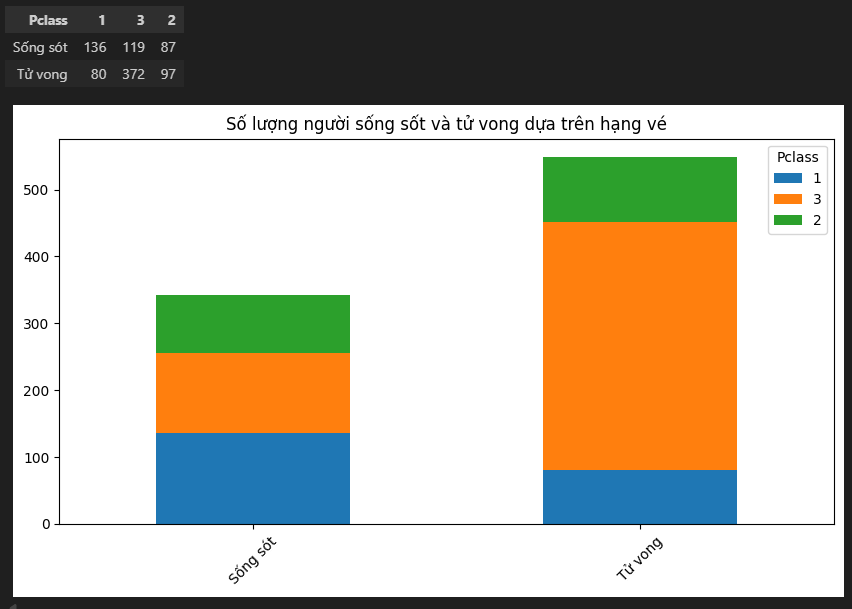 Pclass 1 3 2
Sống sót 136 119 87
Tử vong 80 372 97
Số lượng người sống sốt và tử vong dựa trên hạng vé
Pclass
1
3
2
500
400
300
200
100
0
Sống sót
Tử vong